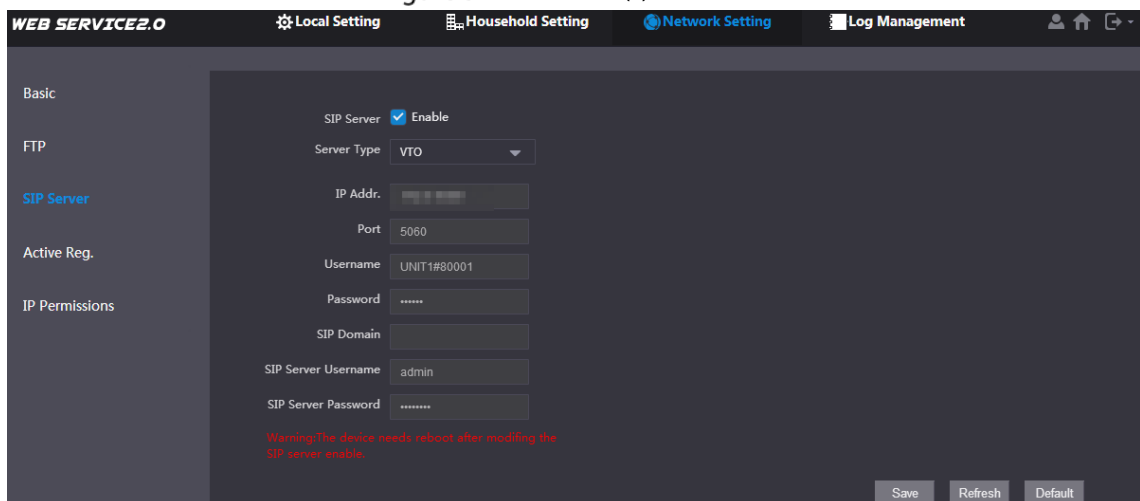 WEB SERVICE2.0
Local Setting
Household Setting
Network Setting
Log Management
Basic
FTP
SIP Server
Active Reg.
IP Permissions
SIP Server Enable
Server Type VTO
IP Addr.
Port 5060
Username UNIT1#80001
Password ······
SIP Domain
SIP Server Username admin
SIP Server Password ········
Warning:The device needs reboot after modifing the
SIP server enable.
Save Refresh Default